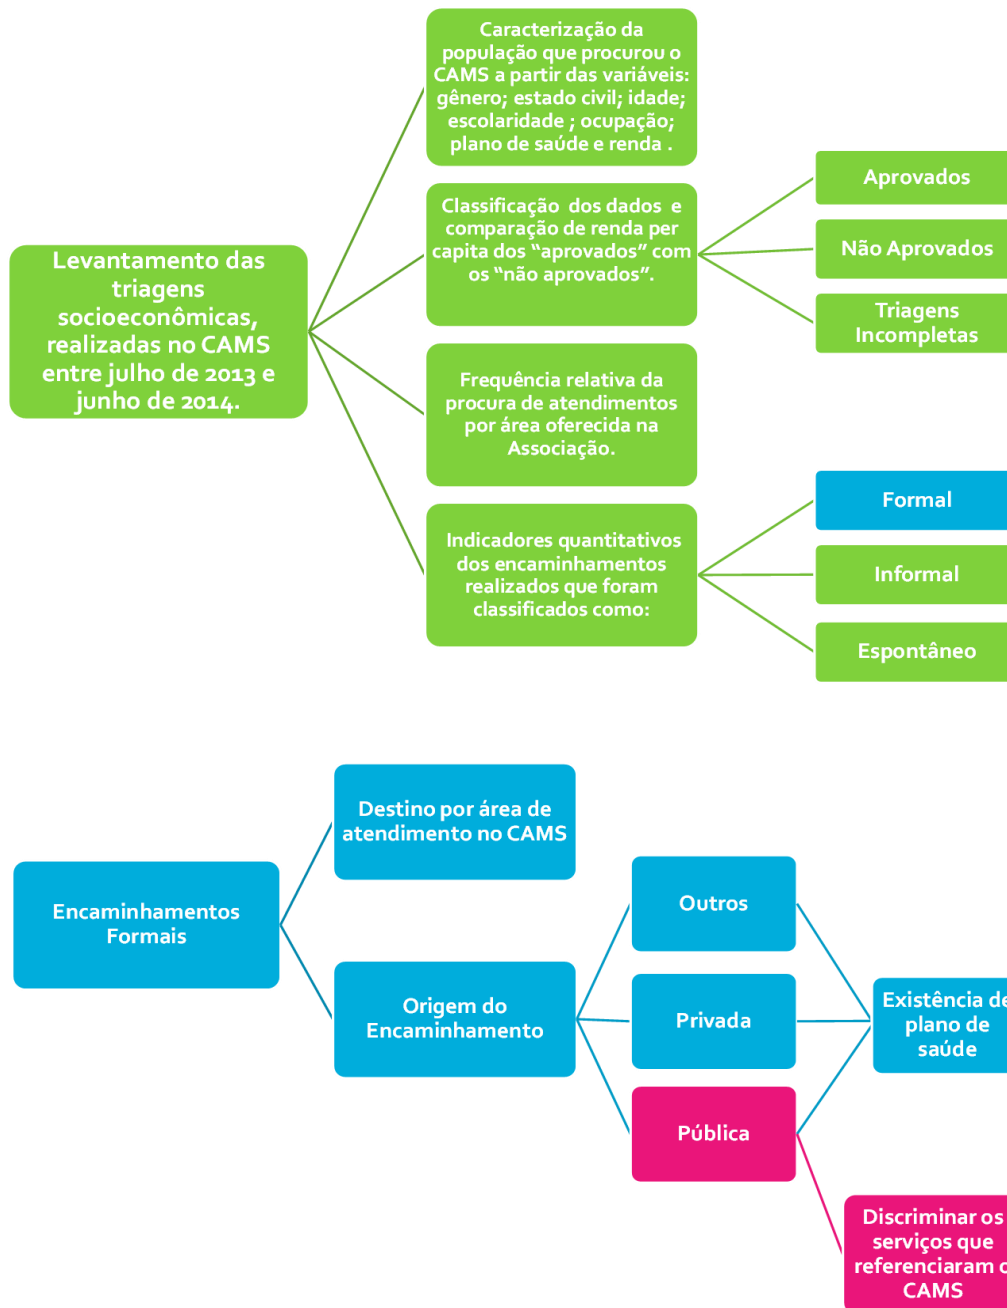 Caracterização da
população que procurou o
CAMS a partir das variáveis:
gênero; estado civil; idade;
escolaridade ; ocupação;
plano de saúde e renda .
Classificação dos dados e
comparação de renda per
capita dos “aprovados” com
os “não aprovados”.
Aprovados
Não Aprovados
Triagens
Incompletas
Levantamento das
triagens
socioeconômicas,
realizadas no CAMS
entre julho de 2013 e
junho de 2014.
Frequência relativa da
procura de atendimentos
por área oferecida na
Associação.
Indicadores quantitativos
dos encaminhamentos
realizados que foram
classificados como:
Formal
Informal
Espontâneo
Encaminhamentos
Formais
Destino por área de
atendimento no CAMS
Origem do
Encaminhamento
Outros
Privada
Pública
Existência de
plano de
saúde
Discriminar os
serviços que
referenciaram o
CAMS